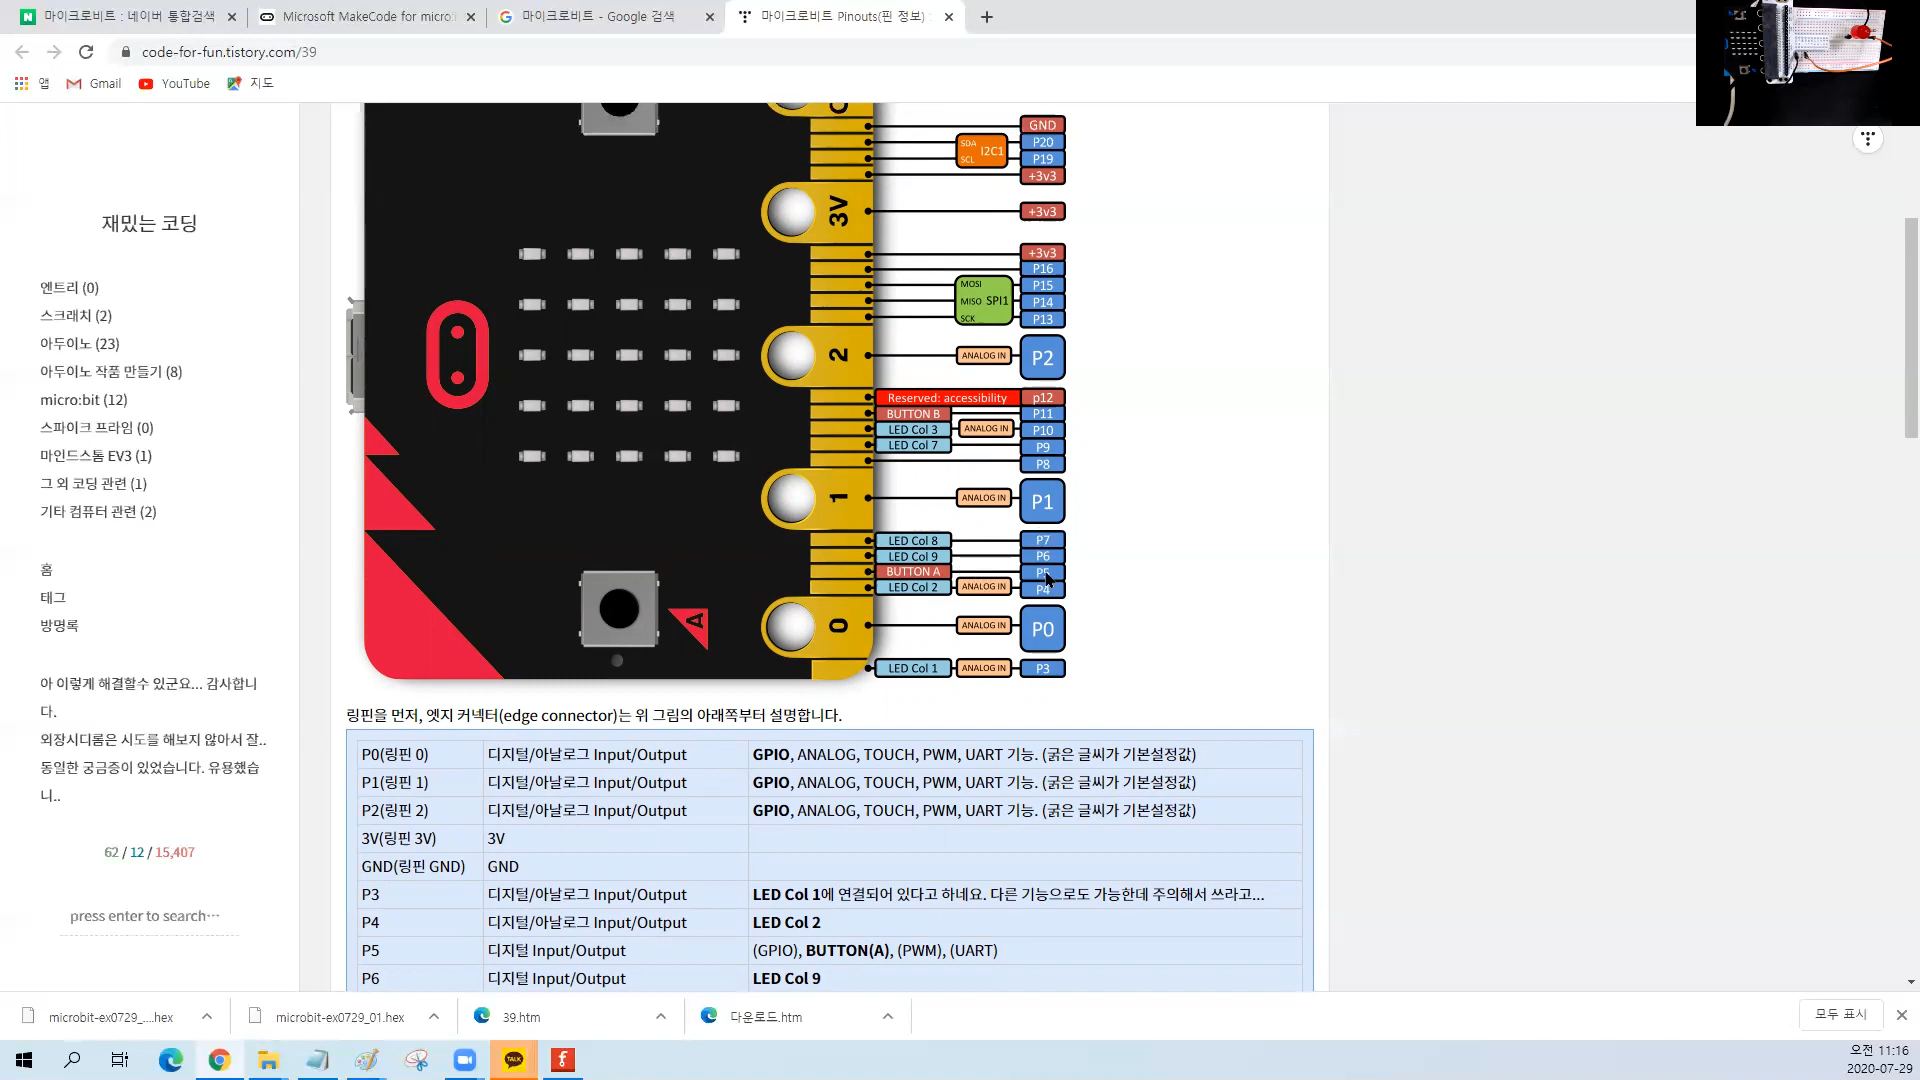 마이크로비트 : 네이버 통합검색
Microsoft MakeCode for micro:
마이크로비트 - Google 검색
마이크로비트 Pinouts(핀 정보)
code-for-fun.tistory.com/39
앱
Gmail
YouTube
지도
재밌는 코딩
엔트리 (0)
스크래치 (2)
아두이노 (23)
아두이노 작품 만들기 (8)
micro:bit (12)
스파이크 프라임 (0)
마인드스톰 EV3 (1)
그 외 코딩 관련 (1)
기타 컴퓨터 관련 (2)
홈
태그
방명록
아 이렇게 해결할수 있군요... 감사합니
다.
외장시디롬은 시도를 해보지 않아서 잘..
동일한 궁금증이 있었습니다. 유용했습
니..
62 / 12 / 15,407
press enter to search···
GND
SDA
SCL
I2C1
P20
P19
+3v3
3V
+3v3
+3v3
P16
MOSI
MISO SPI1
SCK
P15
P14
P13
2
ANALOG IN
P2
Reserved: accessibility
p12
BUTTON B
P11
LED Col 3
ANALOG IN
P10
LED Col 7
P9
P8
1
ANALOG IN
P1
LED Col 8
P7
LED Col 9
P6
BUTTON A
P5
LED Col 2
ANALOG IN
P4
A
0
ANALOG IN
P0
LED Col 1
ANALOG IN
P3
링핀을 먼저, 엣지 커넥터(edge connector)는 위 그림의 아래쪽부터 설명합니다.
P0(링핀 0) 디지털/아날로그 Input/Output GPIO, ANALOG, TOUCH, PWM, UART 기능. (굵은 글씨가 기본설정값)
P1(링핀 1) 디지털/아날로그 Input/Output GPIO, ANALOG, TOUCH, PWM, UART 기능. (굵은 글씨가 기본설정값)
P2(링핀 2) 디지털/아날로그 Input/Output GPIO, ANALOG, TOUCH, PWM, UART 기능. (굵은 글씨가 기본설정값)
3V(링핀 3V) 3V
GND(링핀 GND) GND
P3 디지털/아날로그 Input/Output LED Col 1에 연결되어 있다고 하네요. 다른 기능으로도 가능한데 주의해서 쓰라고...
P4 디지털/아날로그 Input/Output LED Col 2
P5 디지털 Input/Output (GPIO), BUTTON(A), (PWM), (UART)
P6 디지털 Input/Output LED Col 9
microbit-ex0729_....hex
microbit-ex0729_01.hex
39.htm
다운로드.htm
모두 표시
TALK
오전 11:16
2020-07-29